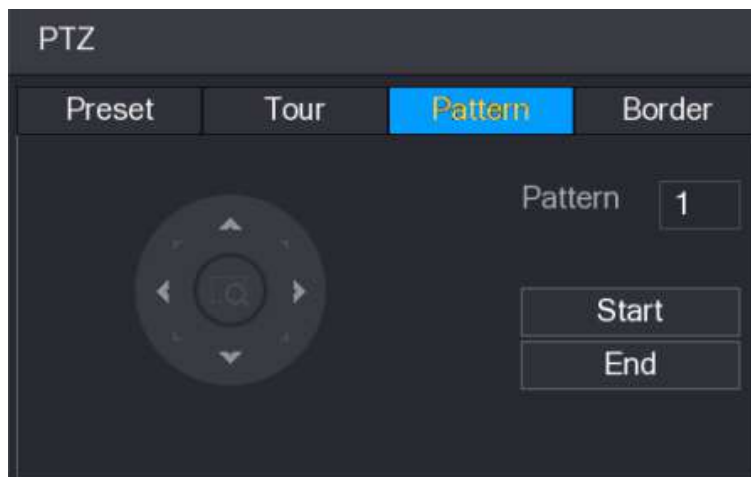 PTZ
Preset Tour Pattern Border
Pattern 1
Start
End